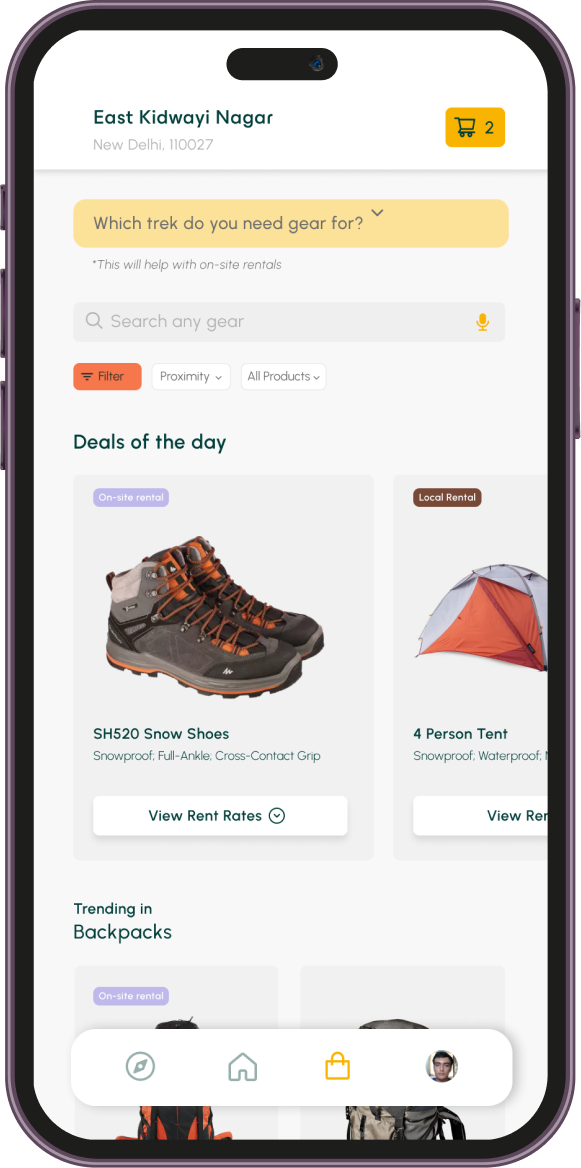 East Kidwayi Nagar
New Delhi, 110027
2
Which trek do you need gear for?
*This will help with on-site rentals
Search any gear
Filter
Proximity
All Products
Deals of the day
On-site rental
SH520 Snow Shoes
Snowproof; Full-Ankle; Cross-Contact Grip
View Rent Rates
Local Rental
4 Person Tent
Snowproof; Waterproof;
View
Trending in
Backpacks
On-site rental